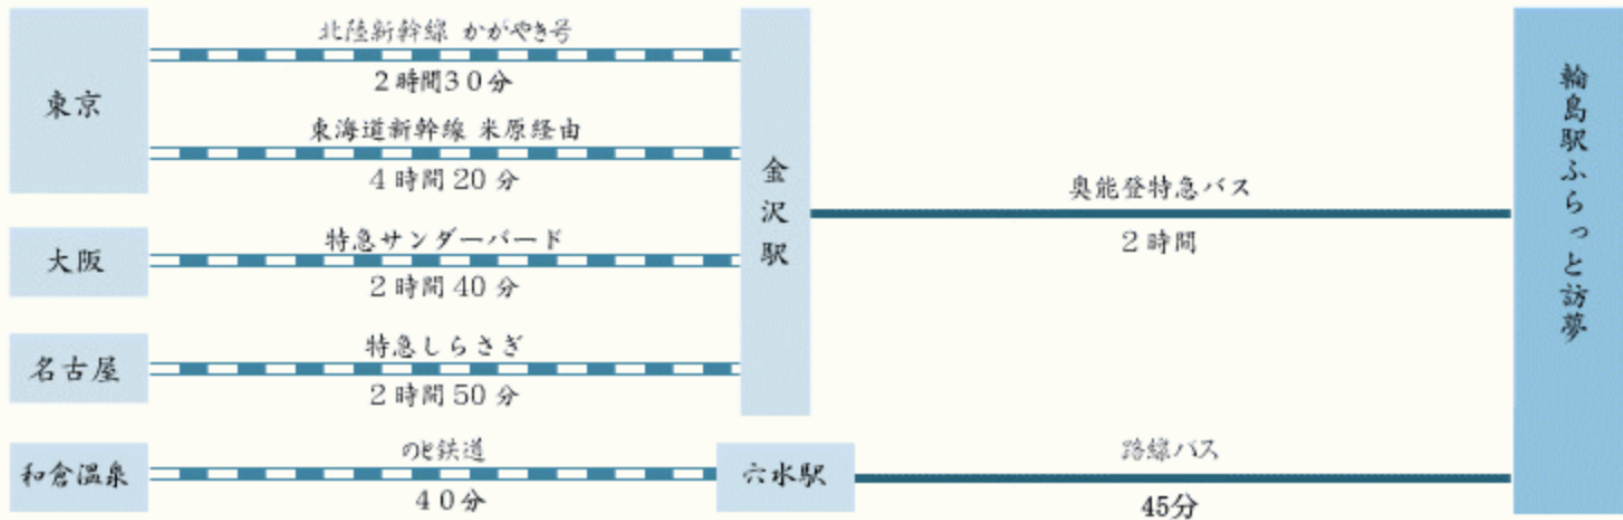 東京
北陸新幹線 かがやき号
2時間30分
東海道新幹線 米原経由
4時間20分
大阪
特急サンダーバード
2時間40分
名古屋
特急しらさぎ
2時間50分
金沢駅
奥能登特急バス
2時間
和倉温泉
のと鉄道
40分
穴水駅
路線バス
45分
輪島駅ふらっと訪夢